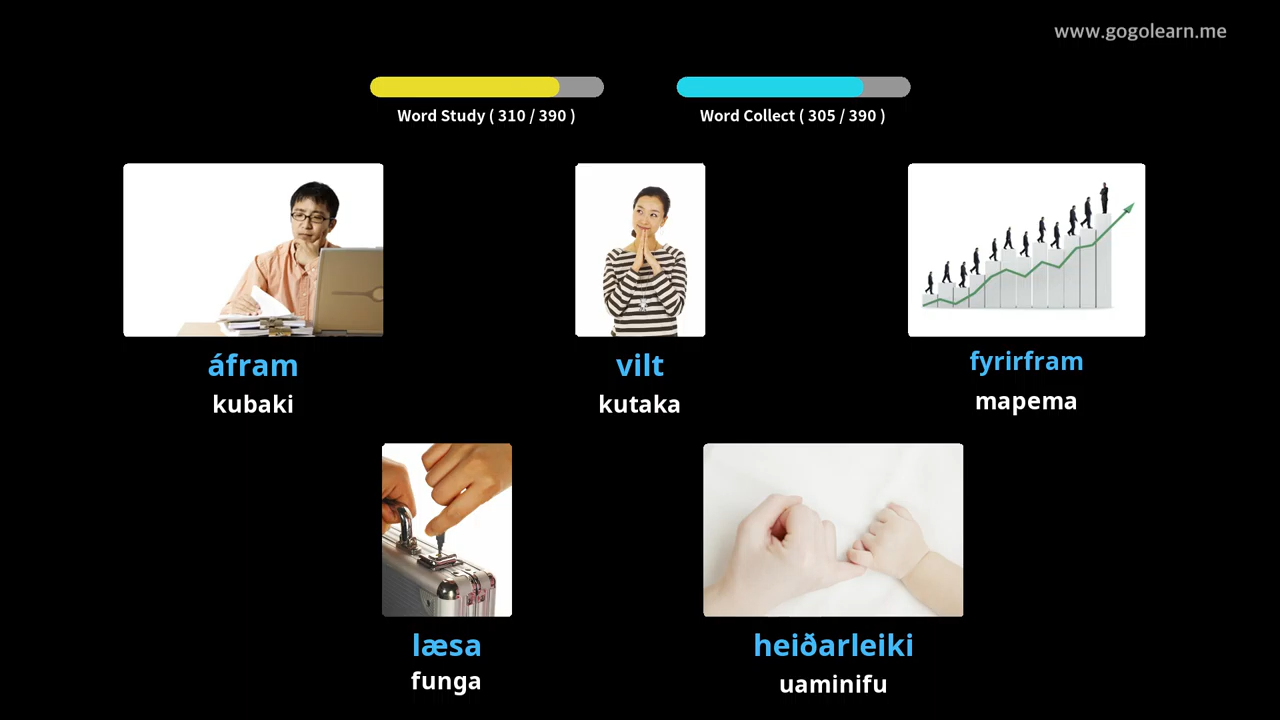 www.gogolearn.me
Word Study ( 310 / 390 )
Word Collect ( 305 / 390 )
áfram
kubaki
vilt
kutaka
fyrirfram
mapema
læsa
funga
heiðarleiki
uaminifu